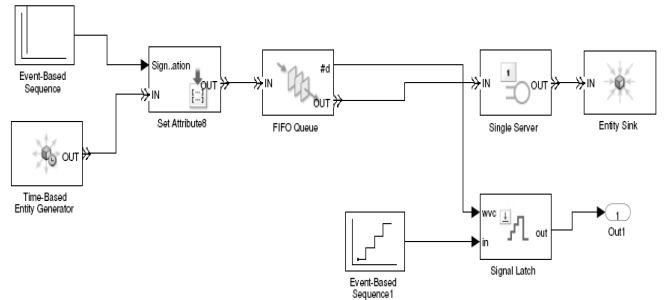 Sign..ation
IN
OUT
Event-Based
Sequence
Set Attribute8
OUT
Time-Based
Entity Generator
IN
#d
OUT
FIFO Queue
1
IN
OUT
Single Server
IN
Entity Sink
Event-Based
Sequence1
wvc
in
out
Signal Latch
1
Out1